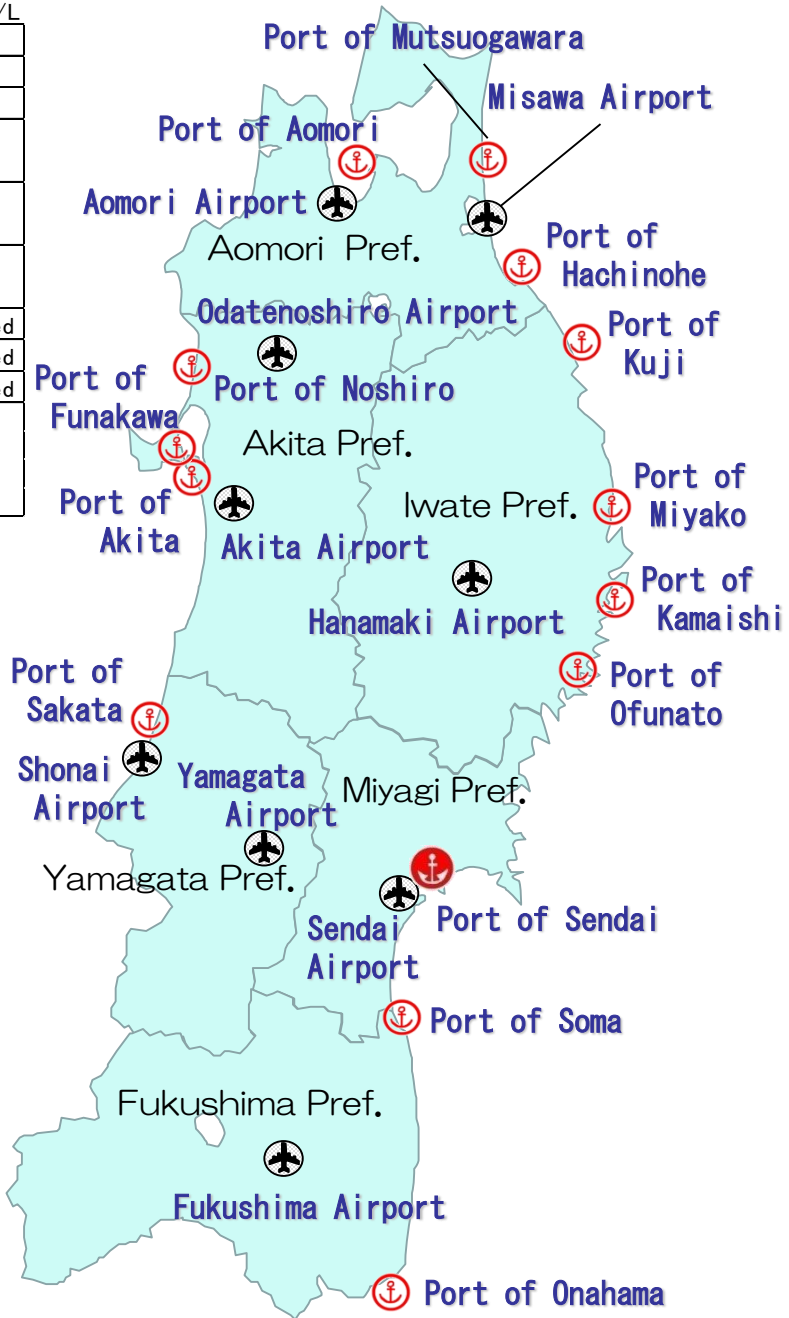 /L
Port of Mutsuogawara
Misawa Airport
Port of Aomori
Aomori Airport
Aomori Pref.
Port of
Hachinohe
Odatenoshiro Airport
Port of
Kuji
ed
ed
ed
Port of
Funakawa
Port of Noshiro
Akita Pref.
Port of
Miyako
Iwate Pref.
Port of
Akita
Akita Airport
Port of
Kamaishi
Hanamaki Airport
Port of
Sakata
Port of
Ofunato
Shonai
Airport
Yamagata
Airport
Miyagi Pref.
Yamagata Pref.
Sendai
Airport
Port of Sendai
Port of Soma
Fukushima Pref.
Fukushima Airport
Port of Onahama